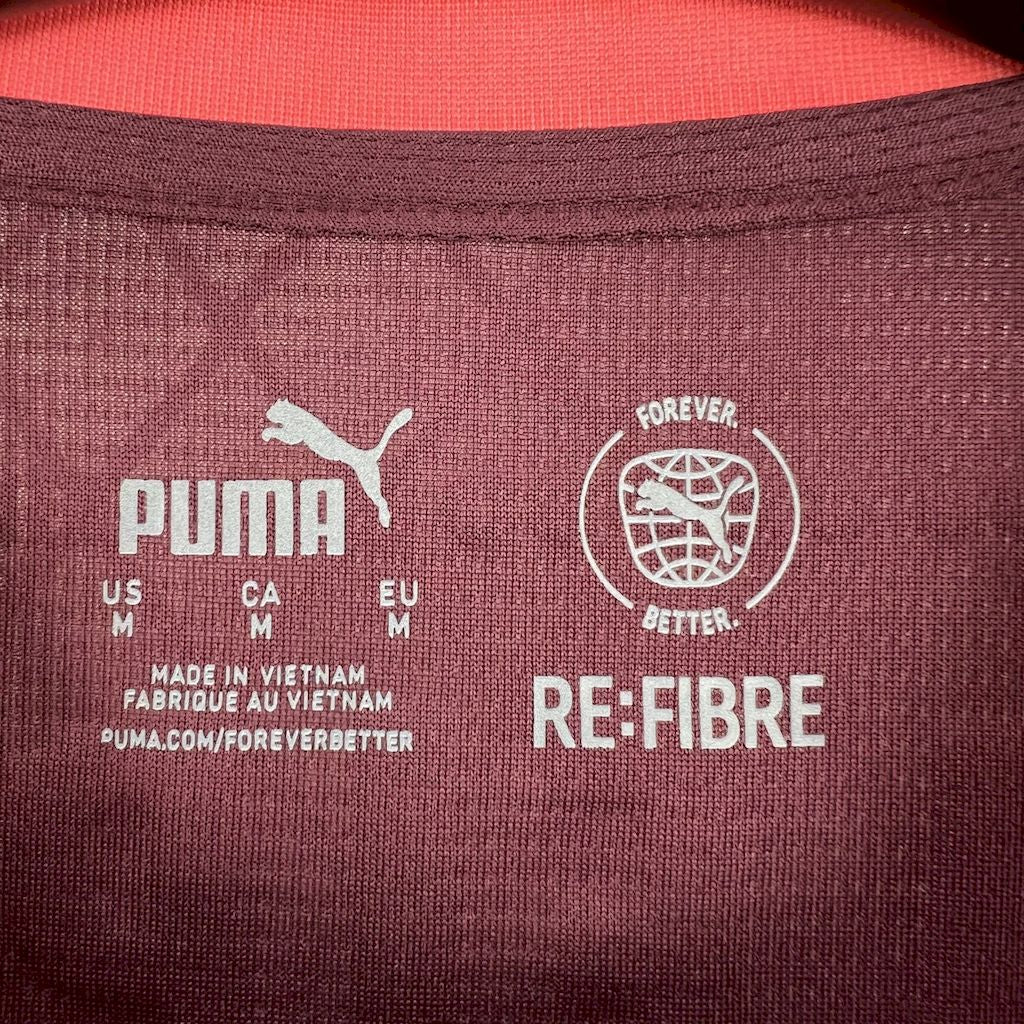 PUMA
US CA EU
M M M
MADE IN VIETNAM
FABRIQUE AU VIETNAM
PUMA.COM/FOREVERBETTER
FOREVER.
BETTER.
RE:FIBRE